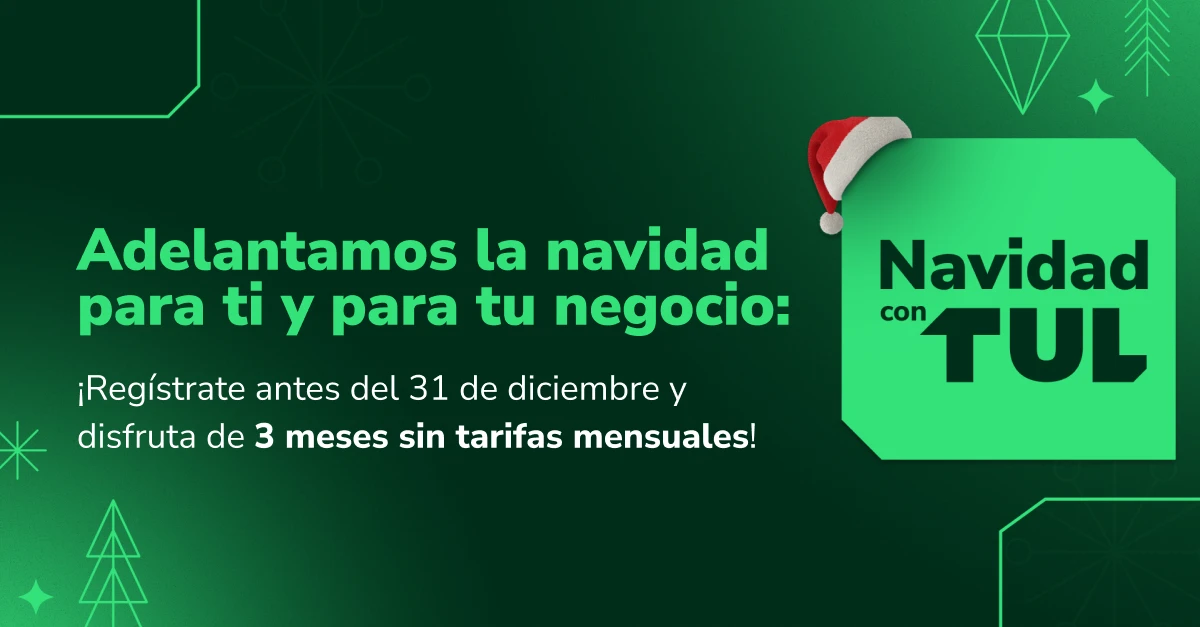 Adelantamos la navidad
para ti y para tu negocio:
¡Regístrate antes del 31 de diciembre y
disfruta de 3 meses sin tarifas mensuales!
Navidad
con TUL